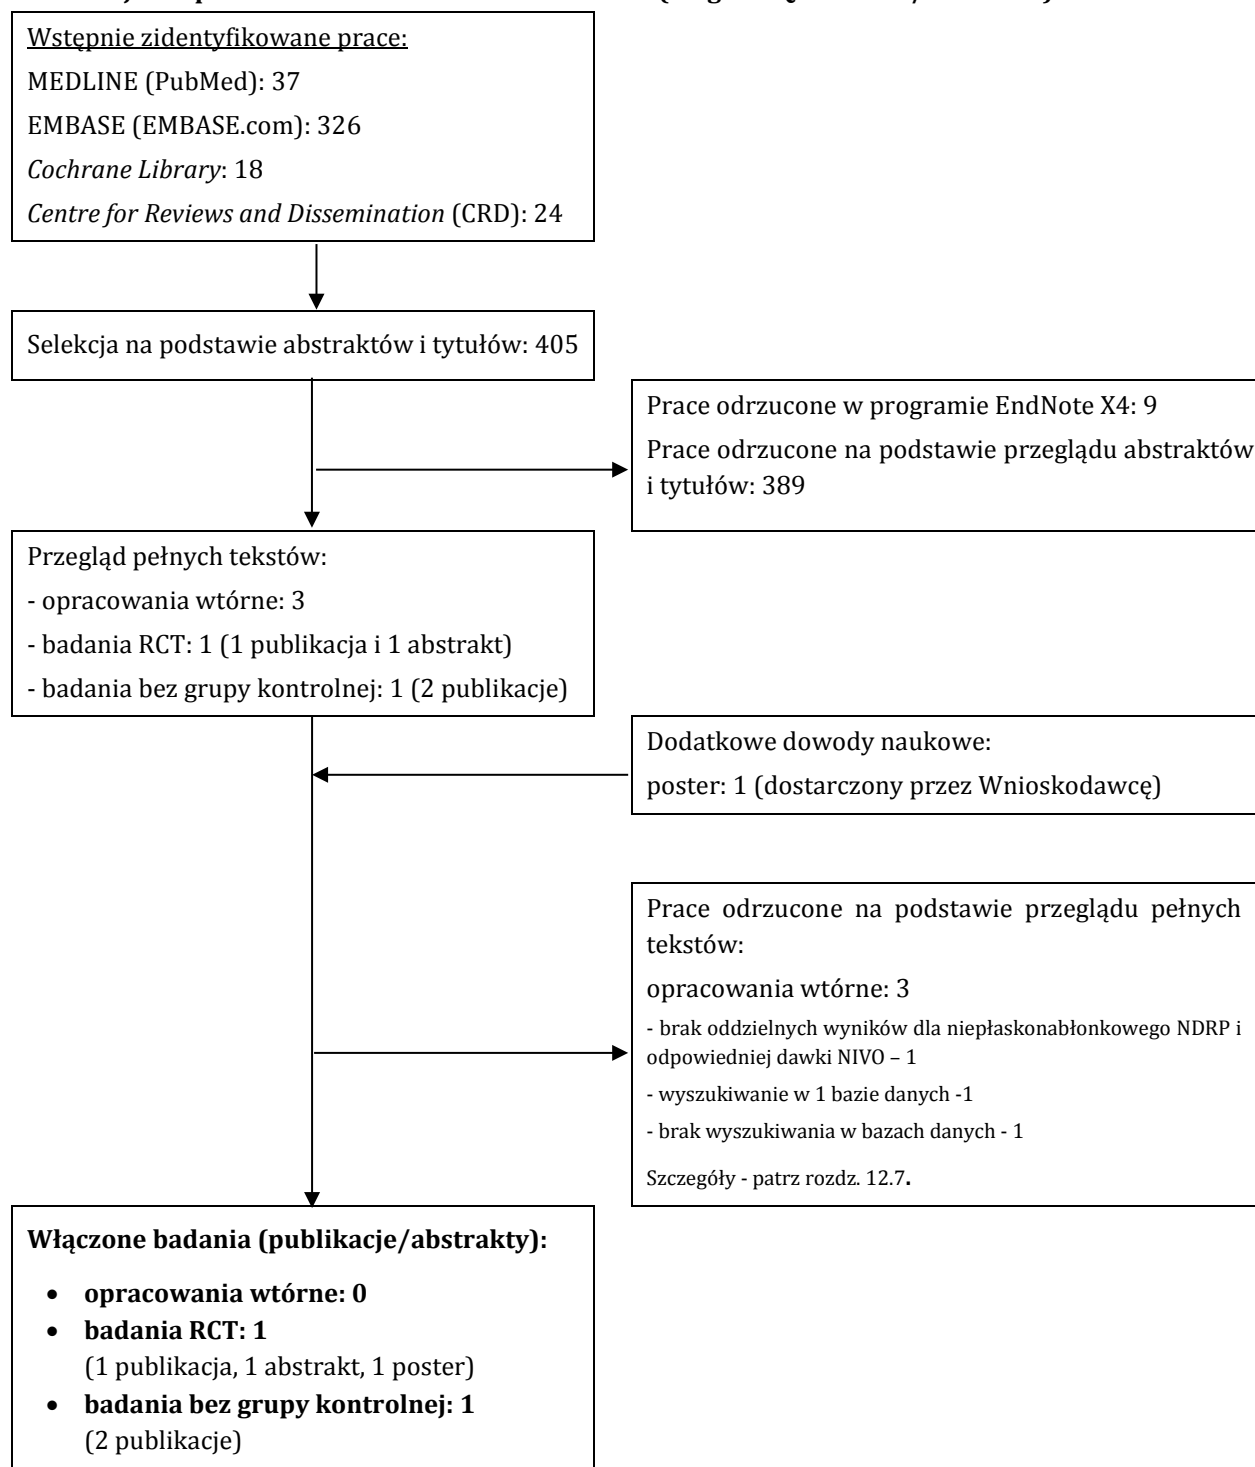 Wstępnie zidentyfikowane prace:
MEDLINE (PubMed): 37
EMBASE (EMBASE.com): 326
Cochrane Library: 18
Centre for Reviews and Dissemination (CRD): 24
Selekcja na podstawie abstraktów i tytułów: 405
Prace odrzucone w programie EndNote X4: 9
Prace odrzucone na podstawie przeglądu abstraktów
i tytułów: 389
Przegląd pełnych tekstów:
- opracowania wtórne: 3
- badania RCT: 1 (1 publikacja i 1 abstrakt)
- badania bez grupy kontrolnej: 1 (2 publikacje)
Dodatkowe dowody naukowe:
poster: 1 (dostarczony przez Wnioskodawcę)
Prace odrzucone na podstawie przeglądu pełnych
tekstów:
opracowania wtórne: 3
- brak oddzielnych wyników dla niepłaskonabłonkowego NDRP i
odpowiedniej dawki NIVO – 1
- wyszukiwanie w 1 bazie danych -1
- brak wyszukiwania w bazach danych - 1
Szczegóły - patrz rozdz. 12.7.
Włączone badania (publikacje/abstrakty):
• opracowania wtórne: 0
• badania RCT: 1
(1 publikacja, 1 abstrakt, 1 poster)
• badania bez grupy kontrolnej: 1
(2 publikacje)